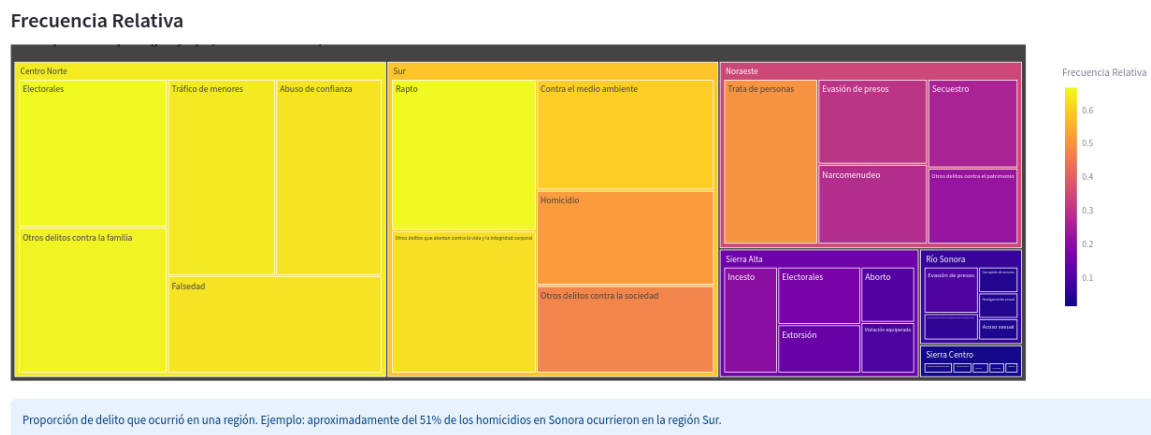 Frecuencia Relativa
Centro Norte
Electorales
Tráfico de menores
Abuso de confianza
Otros delitos contra la familia
Falsedad
Sur
Rapto
Contra el medio ambiente
Otros delitos que atentan contra la vida y la integridad corporal
Homicidio
Otros delitos contra la sociedad
Noraeste
Trata de personas
Evasión de presos
Secuestro
Narcomenudeo
Otros delitos contra el patrimonio
Sierra Alta
Incesto
Electorales
Aborto
Extorsión
Violación equiparada
Río Sonora
Evasión de presos
Acoso sexual
Sierra Centro
Frecuencia Relativa
0.6
0.5
0.4
0.3
0.2
0.1
Proporción de delito que ocurrió en una región. Ejemplo: aproximadamente del 51% de los homicidios en Sonora ocurrieron en la región Sur.